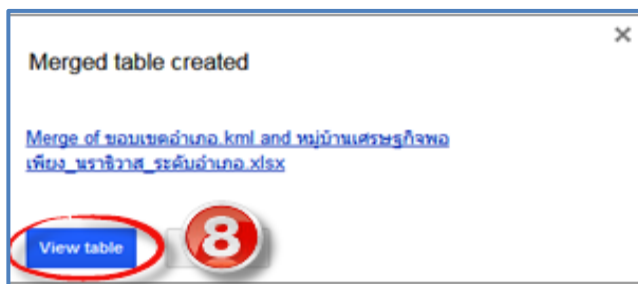 ×
Merged table created
Merge of ขอบเขตอำเภอ.kml and หมู่บ้านเศรษฐกิจพอ
เพียง_นราธิวาส_ระดับอำเภอ.xlsx
View table
8